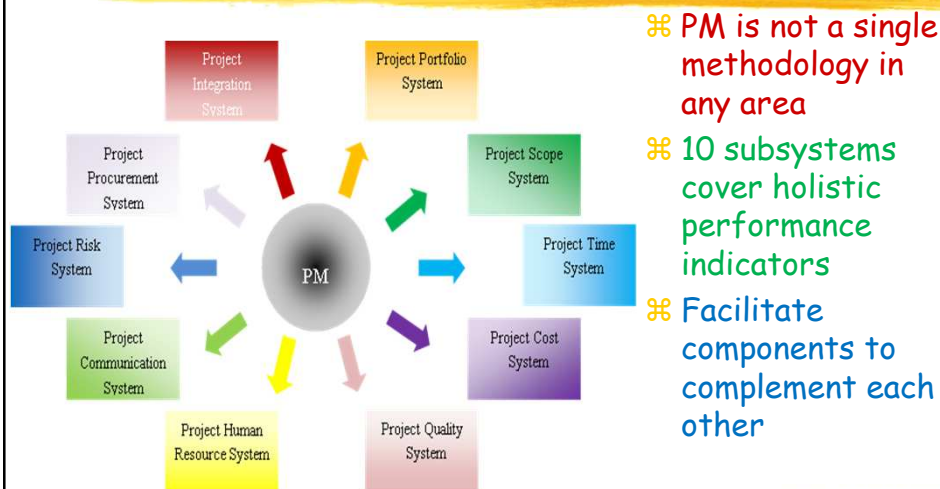 Project
Integration
System
Project Portfolio
System
Project
Procurement
System
Project Scope
System
Project Risk
System
PM
Project Time
System
Project
Communication
System
Project Cost
System
Project Human
Resource System
Project Quality
System
⌘ PM is not a single
methodology in
any area
⌘ 10 subsystems
cover holistic
performance
indicators
⌘ Facilitate
components to
complement each
other